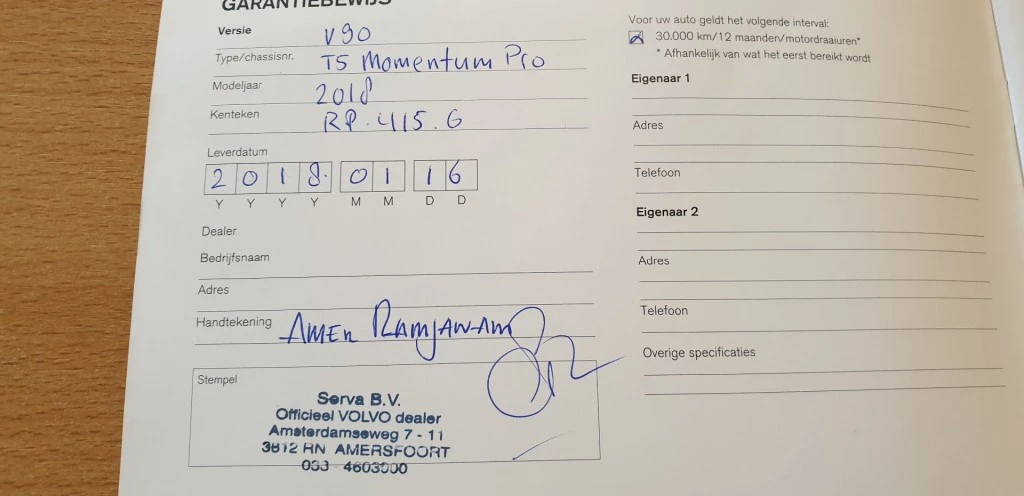 GARANTIEBEWIJS
Versie V90
Type/chassisnr. T5 Momentum Pro
Modeljaar 2018
Kenteken RP.415.G
Leverdatum
2018 01 16
Y Y Y Y M M D D
Dealer
Bedrijfsnaam
Adres
Handtekening AMER RAMJAWAM
Stempel
Serva B.V.
Officieel VOLVO dealer
Amsterdamseweg 7 - 11
3812 RN AMERSFOORT
033 - 4603000
Voor uw auto geldt het volgende interval:
30.000 km/12 maanden/motordraaiuren*
* Afhankelijk van wat het eerst bereikt wordt
Eigenaar 1
Adres
Telefoon
Eigenaar 2
Adres
Telefoon
Overige specificaties